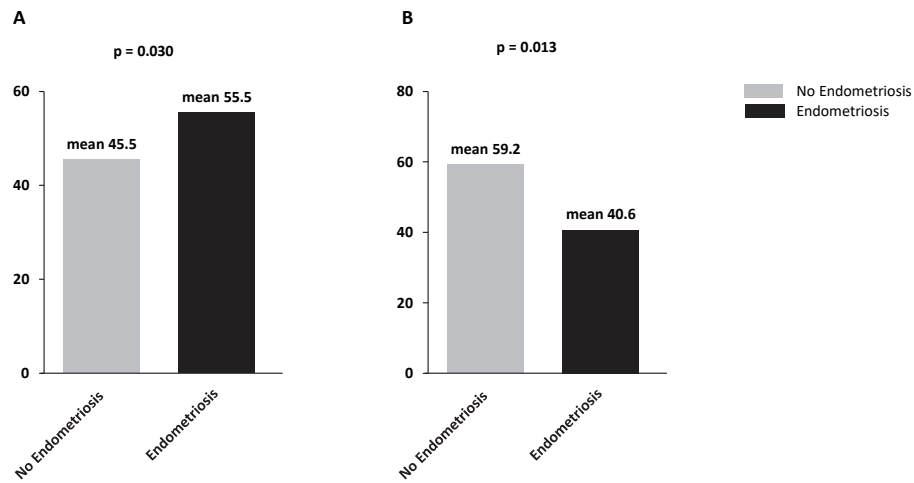 A
p = 0.030
60
40
20
0
mean 45.5
mean 55.5
No Endometriosis
Endometriosis
B
p = 0.013
80
60
40
20
0
mean 59.2
mean 40.6
No Endometriosis
Endometriosis
No Endometriosis
Endometriosis